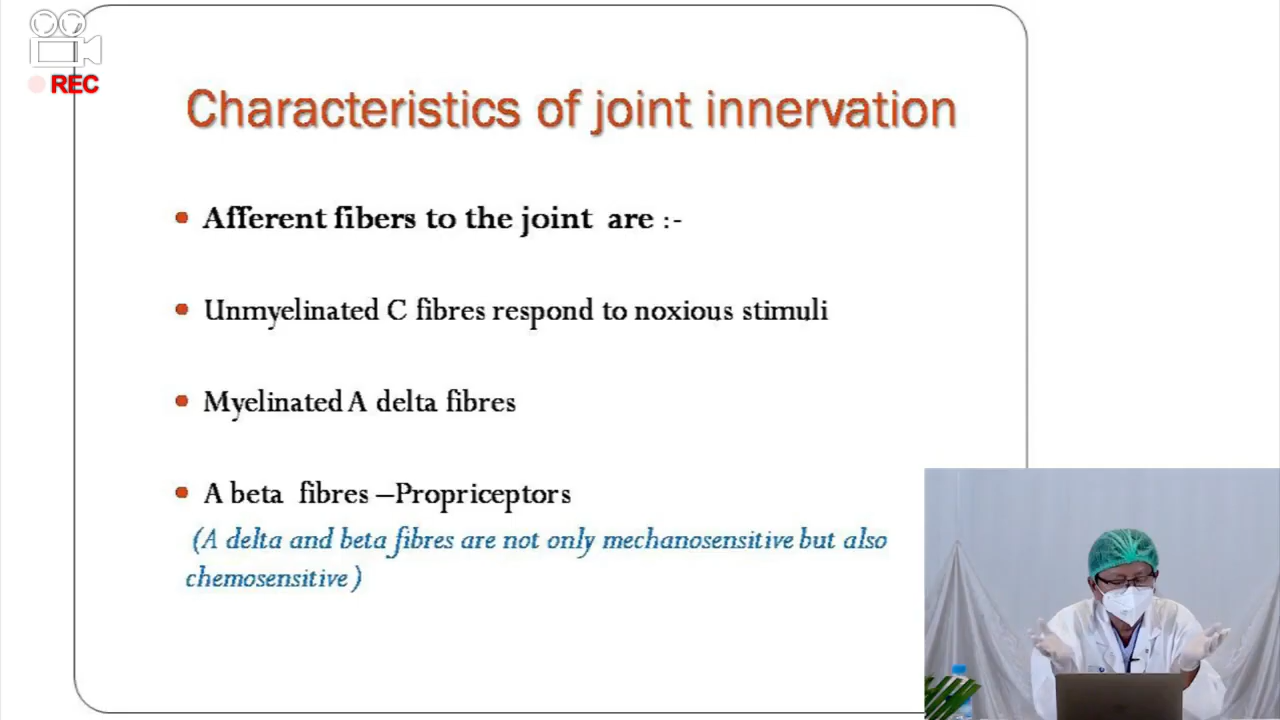 REC
Characteristics of joint innervation
Afferent fibers to the joint are :-
Unmyelinated C fibres respond to noxious stimuli
Myelinated A delta fibres
A beta fibres –Propriceptors
(A delta and beta fibres are not only mechanosensitive but also
chemosensitive )